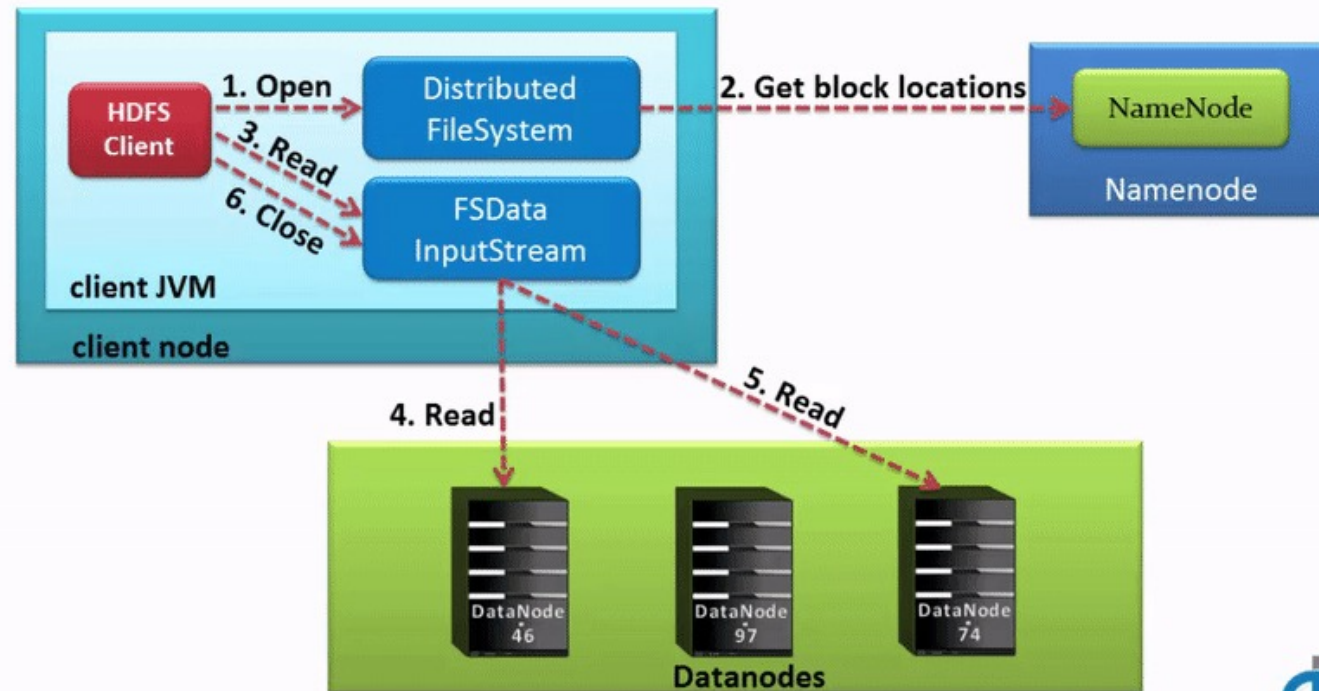 1. Open
2. Get block locations
3. Read
6. Close
HDFS
Client
Distributed
FileSystem
FSData
InputStream
NameNode
Namenode
client JVM
client node
4. Read
5. Read
DataNode
46
DataNode
97
DataNode
74
Datanodes